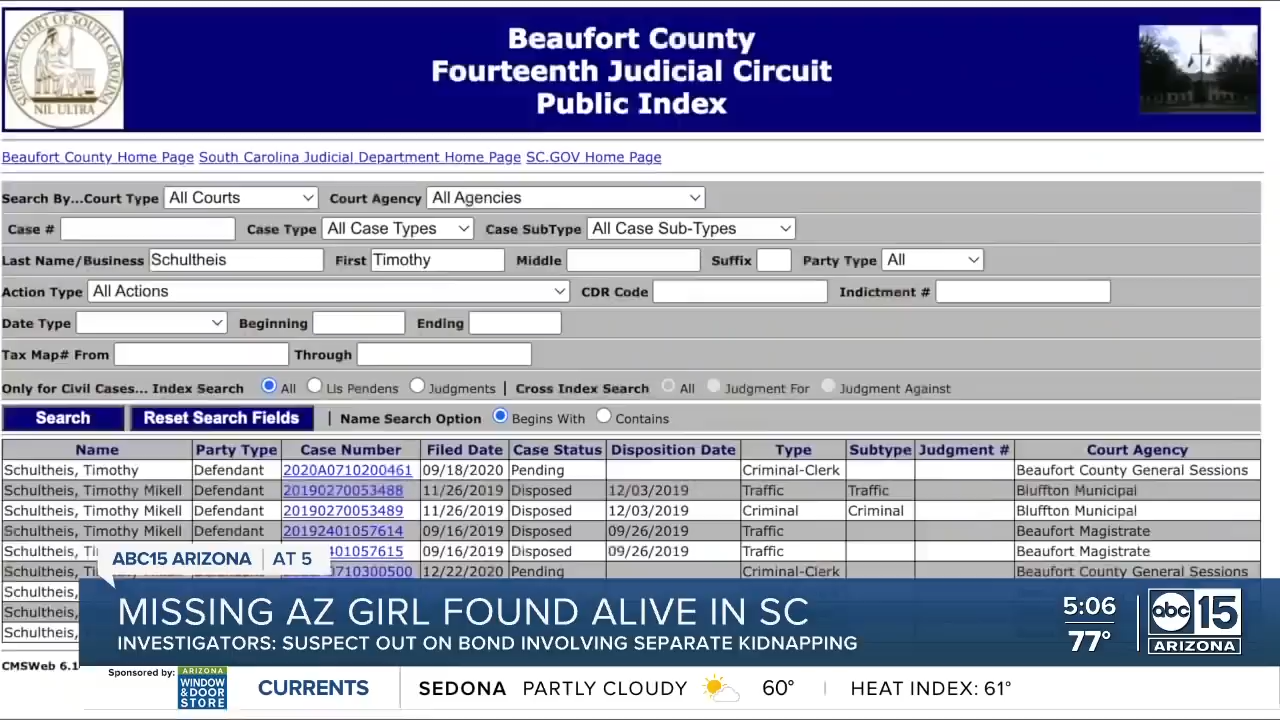 Beaufort County
Fourteenth Judicial Circuit
Public Index
SUPREME COURT OF SOUTH CAROLINA
NIL ULTRA
Beaufort County Home Page South Carolina Judicial Department Home Page SC.GOV Home Page
Search By...Court Type All Courts Court Agency All Agencies
Case # Case Type All Case Types Case SubType All Case Sub-Types
Last Name/Business Schultheis First Timothy Middle Suffix Party Type All
Action Type All Actions CDR Code Indictment #
Date Type Beginning Ending
Tax Map# From Through
Only for Civil Cases... Index Search All Lis Pendens Judgments | Cross Index Search All Judgment For Judgment Against
Search Reset Search Fields | Name Search Option Begins With Contains
Name Party Type Case Number Filed Date Case Status Disposition Date Type Subtype Judgment # Court Agency
Schultheis, Timothy Defendant 2020A0710200461 09/18/2020 Pending Criminal-Clerk Beaufort County General Sessions
Schultheis, Timothy Mikell Defendant 20190270053488 11/26/2019 Disposed 12/03/2019 Traffic Traffic Bluffton Municipal
Schultheis, Timothy Mikell Defendant 20190270053489 11/26/2019 Disposed 12/03/2019 Criminal Criminal Bluffton Municipal
Schultheis, Timothy Mikell Defendant 20192401057614 09/16/2019 Disposed 09/26/2019 Traffic Beaufort Magistrate
Schultheis, Ti 401057615 09/16/2019 Disposed 09/26/2019 Traffic Beaufort Magistrate
Schultheis, 0710300500 12/22/2020 Pending Criminal-Clerk Beaufort County General Sessions
Schultheis,
Schultheis,
Schultheis,
CMSWeb 6.1
ABC15 ARIZONA | AT 5
MISSING AZ GIRL FOUND ALIVE IN SC
INVESTIGATORS: SUSPECT OUT ON BOND INVOLVING SEPARATE KIDNAPPING
5:06
77°
abc 15
ARIZONA
Sponsored by:
ARIZONA
WINDOW
& DOOR
STORE
CURRENTS
SEDONA PARTLY CLOUDY 60° | HEAT INDEX: 61°